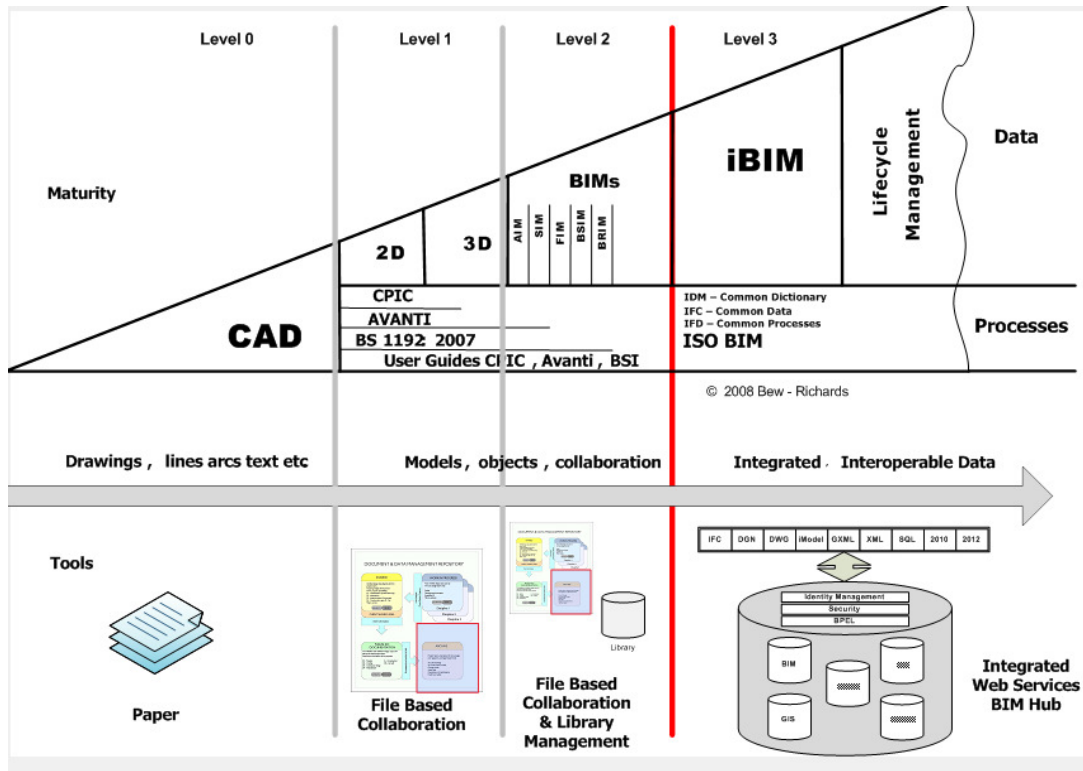 Level 0
Level 1
Level 2
Level 3
Maturity
2D
3D
BIMs
AIM
SIM
FIM
BSIM
BRIM
iBIM
Lifecycle
Management
Data
CAD
CPIC
AVANTI
BS 1192: 2007
User Guides CPIC , Avanti , BSI
IDM – Common Dictionary
IFC – Common Data
IFD – Common Processes
ISO BIM
Processes
© 2008 Bew - Richards
Drawings , lines arcs text etc
Models , objects , collaboration
Integrated , Interoperable Data
Tools
Paper
DOCUMENT & DATA MANAGEMENT REPOSITORY
File Based
Collaboration
Library
File Based
Collaboration
& Library
Management
IFC
DGN
DWG
iModel
GXML
XML
SQL
2010
2012
Identity Management
Security
BPEL
BIM
GIS
Integrated
Web Services
BIM Hub